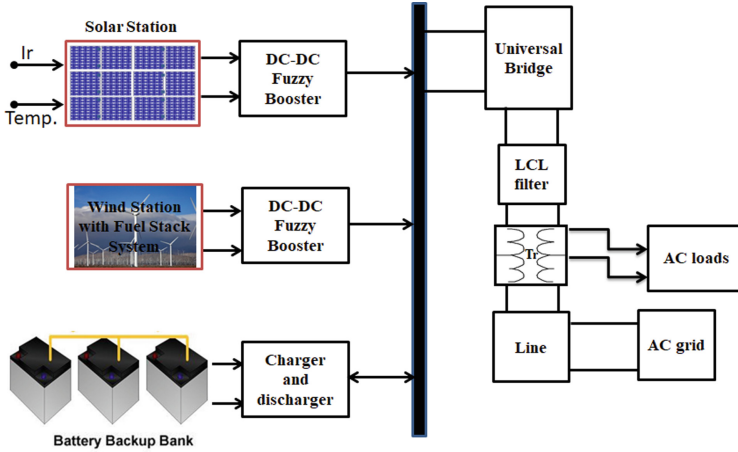 Solar Station
Ir
Temp.
DC-DC
Fuzzy
Booster
Wind Station
with Fuel Stack
System
DC-DC
Fuzzy
Booster
Charger
and
discharger
Battery Backup Bank
Universal
Bridge
LCL
filter
Tr
AC loads
Line
AC grid